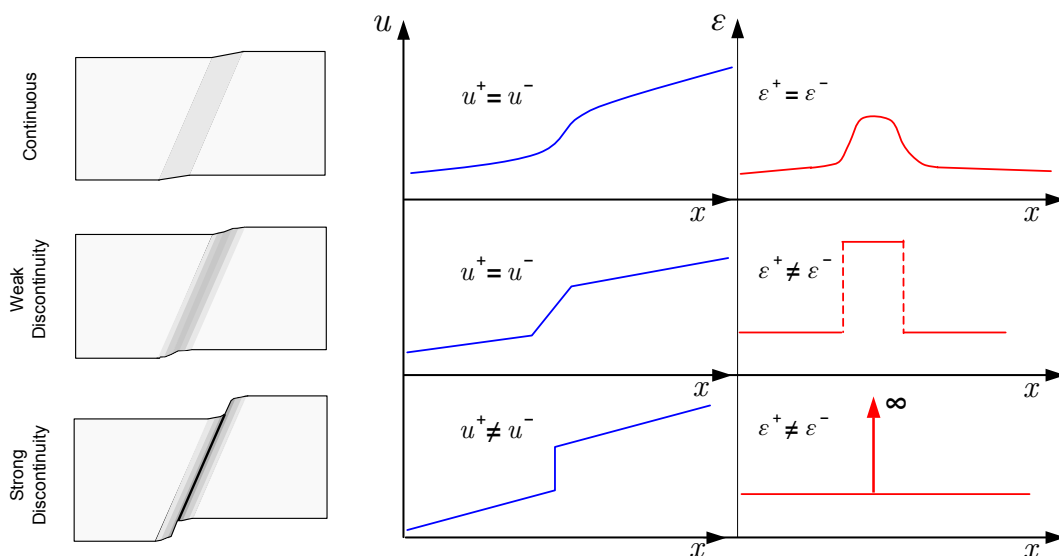 Continuous
u
u⁺ = u⁻
x
ε
ε⁺ = ε⁻
x
Weak
Discontinuity
u⁺ = u⁻
x
ε⁺ ≠ ε⁻
x
Strong
Discontinuity
u⁺ ≠ u⁻
x
∞
ε⁺ ≠ ε⁻
x